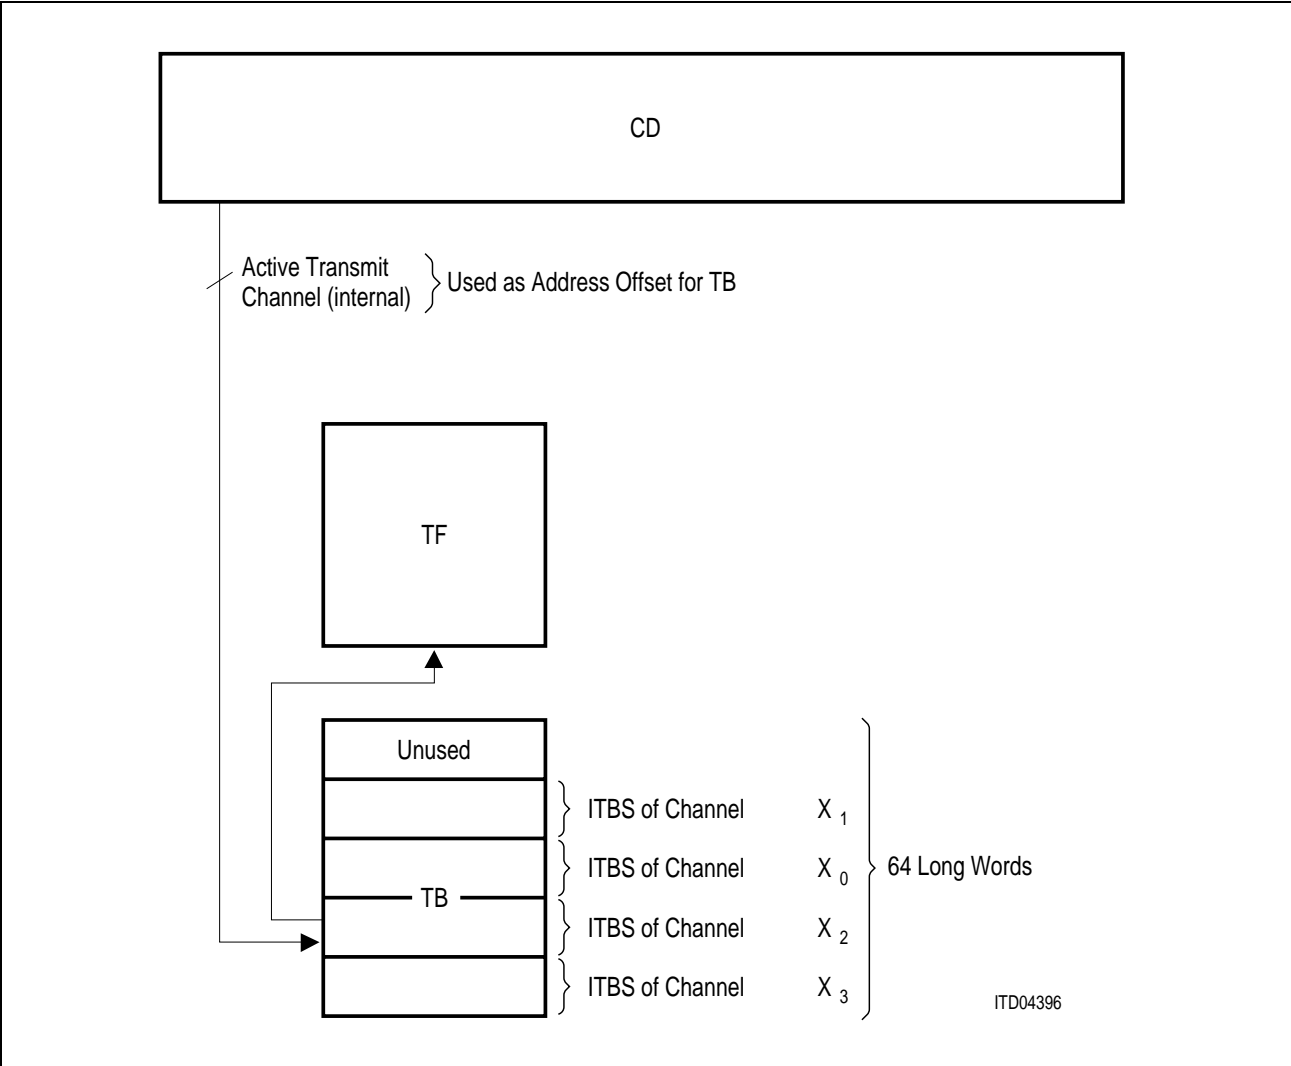 CD
Active Transmit
Channel (internal)
Used as Address Offset for TB
TF
Unused
ITBS of Channel X 1
ITBS of Channel X 0
64 Long Words
TB
ITBS of Channel X 2
ITBS of Channel X 3
ITD04396